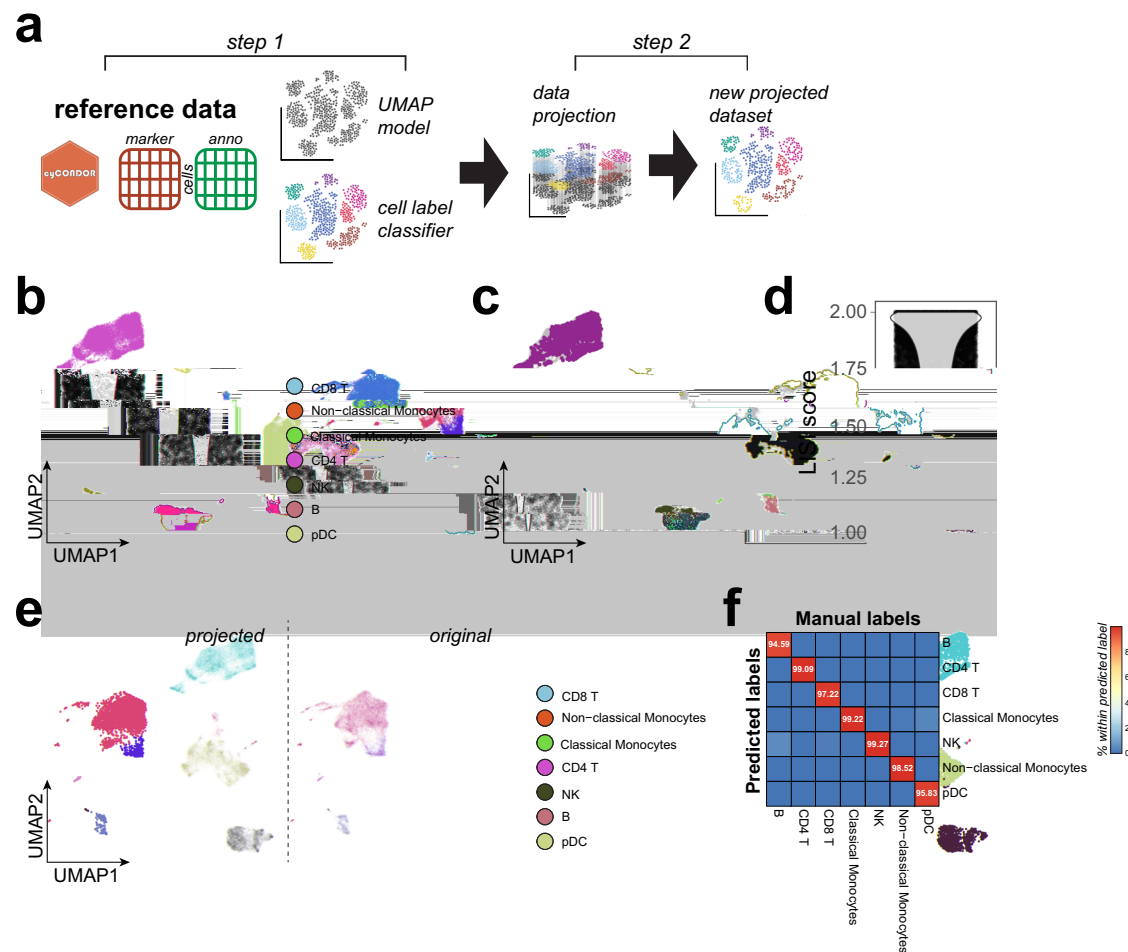 a
step 1
step 2
reference data
cyCONDOR
marker
anno
cells
UMAP
model
cell label
classifier
data
projection
new projected
dataset
b
UMAP2
UMAP1
CD8 T
Non−classical Monocytes
Classical Monocytes
CD4 T
NK
B
pDC
c
UMAP2
UMAP1
d
LISI score
2.00
1.75
1.50
1.25
1.00
e
projected
original
UMAP2
UMAP1
CD8 T
Non−classical Monocytes
Classical Monocytes
CD4 T
NK
B
pDC
f
Manual labels
Predicted labels
94.59
99.09
97.22
99.22
99.27
98.52
95.83
B
CD4 T
CD8 T
Classical Monocytes
NK
Non−classical Monocytes
pDC
B
CD4 T
CD8 T
Classical Monocytes
NK
Non−classical Monocytes
pDC
% within predicted label